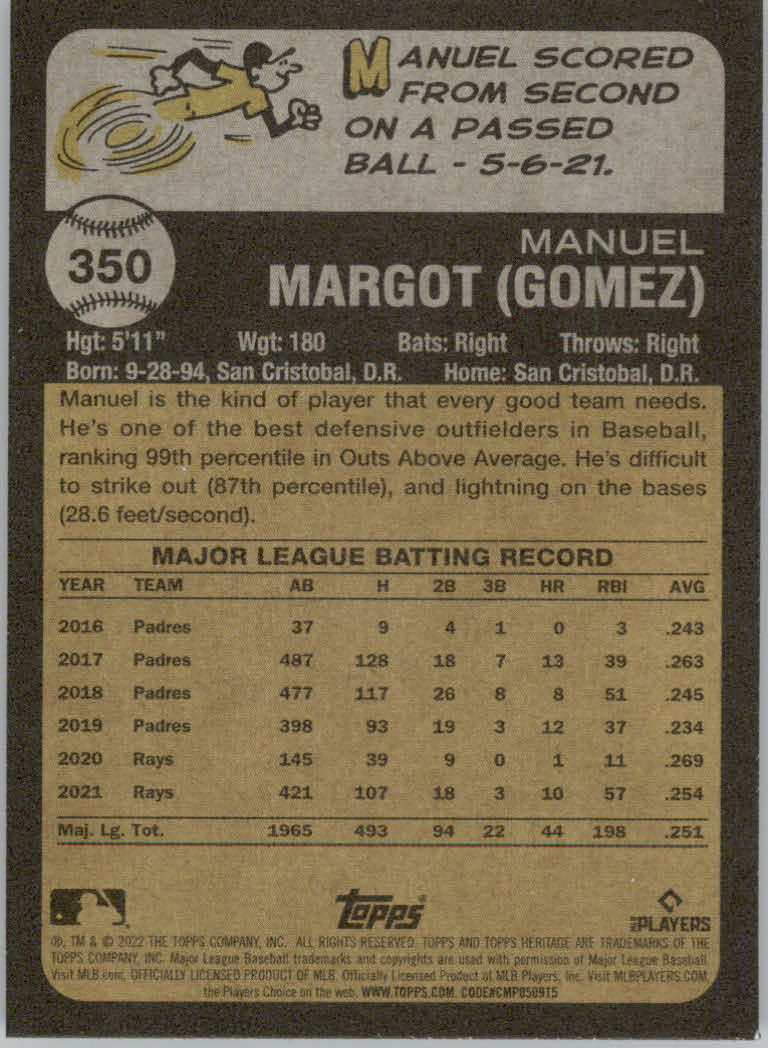 MANUEL SCORED
FROM SECOND
ON A PASSED
BALL - 5-6-21.
350
MANUEL
MARGOT (GOMEZ)
Hgt: 5'11" Wgt: 180 Bats: Right Throws: Right
Born: 9-28-94, San Cristobal, D.R. Home: San Cristobal, D.R.
Manuel is the kind of player that every good team needs.
He's one of the best defensive outfielders in Baseball,
ranking 99th percentile in Outs Above Average. He's difficult
to strike out (87th percentile), and lightning on the bases
(28.6 feet/second).
MAJOR LEAGUE BATTING RECORD
YEAR TEAM AB H 2B 3B HR RBI AVG
2016 Padres 37 9 4 1 0 3 .243
2017 Padres 487 128 18 7 13 39 .263
2018 Padres 477 117 26 8 8 51 .245
2019 Padres 398 93 19 3 12 37 .234
2020 Rays 145 39 9 0 1 11 .269
2021 Rays 421 107 18 3 10 57 .254
Maj. Lg. Tot. 1965 493 94 22 44 198 .251
Topps
MLB PLAYERS
®, TM & © 2022 THE TOPPS COMPANY, INC. ALL RIGHTS RESERVED. TOPPS AND TOPPS HERITAGE ARE TRADEMARKS OF THE
TOPPS COMPANY, INC. Major League Baseball trademarks and copyrights are used with permission of Major League Baseball.
Visit MLB.com. OFFICIALLY LICENSED PRODUCT OF MLB. Officially Licensed Product of MLB Players, Inc. Visit MLBPLAYERS.COM,
the Players Choice on the web. WWW.TOPPS.COM. CODE#CMP050915